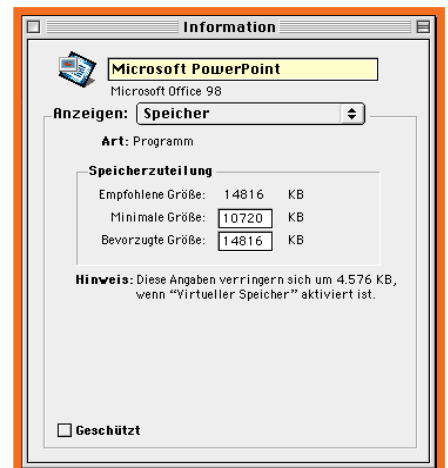 Information
Microsoft PowerPoint
Microsoft Office 98
Anzeigen: Speicher
Art: Programm
Speicherzuteilung
Empfohlene Größe: 14816 KB
Minimale Größe: 10720 KB
Bevorzugte Größe: 14816 KB
Hinweis: Diese Angaben verringern sich um 4.576 KB,
wenn “Virtueller Speicher” aktiviert ist.
Geschützt